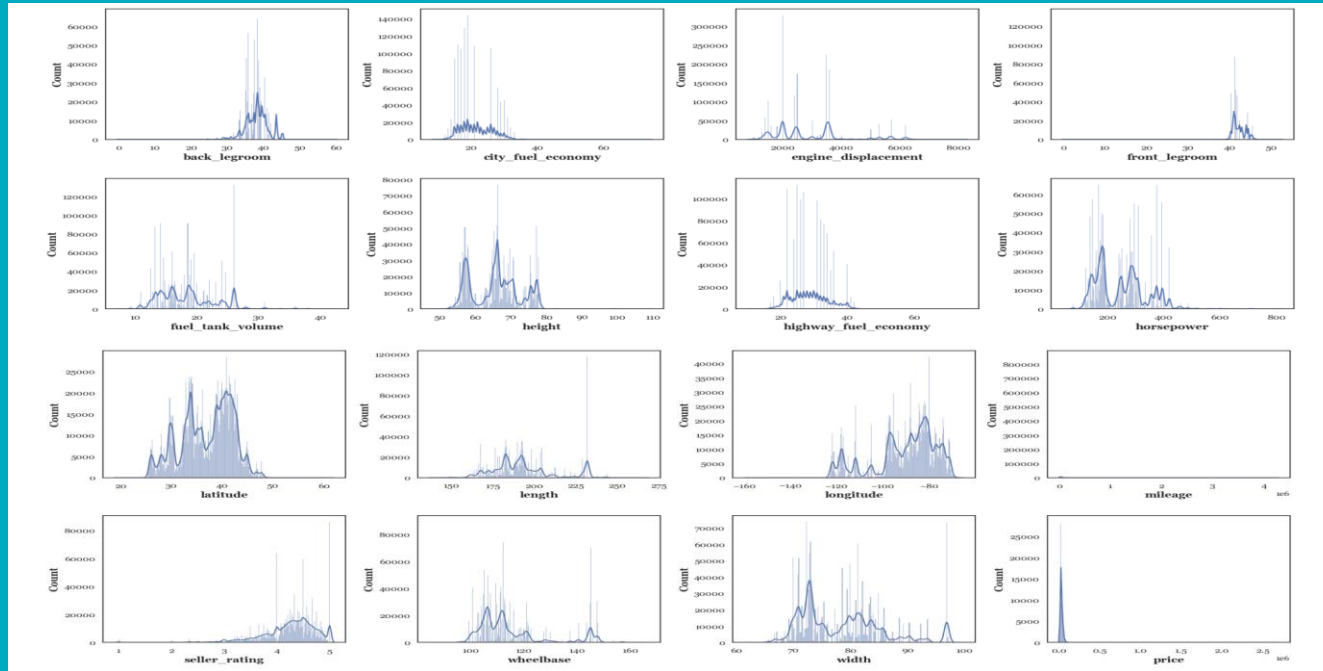 60000
50000
40000
30000
20000
10000
0
Count
0 10 20 30 40 50 60
back_legroom
140000
120000
100000
80000
60000
40000
20000
0
Count
20 40 60
city_fuel_economy
300000
250000
200000
150000
100000
50000
0
Count
2000 4000 6000 8000
engine_displacement
120000
100000
80000
60000
40000
20000
0
Count
0 10 20 30 40 50
front_legroom
120000
100000
80000
60000
40000
20000
0
Count
10 20 30 40
fuel_tank_volume
80000
70000
60000
50000
40000
30000
20000
10000
0
Count
50 60 70 80 90 100 110
height
100000
80000
60000
40000
20000
0
Count
20 40 60
highway_fuel_economy
60000
50000
40000
30000
20000
10000
0
Count
200 400 600 800
horsepower
25000
20000
15000
10000
5000
0
Count
20 30 40 50 60
latitude
120000
100000
80000
60000
40000
20000
0
Count
150 175 200 225 250 275
length
40000
35000
30000
25000
20000
15000
10000
5000
0
Count
−160 −140 −120 −100 −80
longitude
800000
700000
600000
500000
400000
300000
200000
100000
0
Count
0 1 2 3 4
1e6
mileage
80000
60000
40000
20000
0
Count
1 2 3 4 5
seller_rating
80000
60000
40000
20000
0
Count
100 120 140 160
wheelbase
70000
60000
50000
40000
30000
20000
10000
0
Count
70 80 90 100
width
25000
20000
15000
10000
5000
0
Count
0.0 0.5 1.0 1.5 2.0 2.5
1e6
price